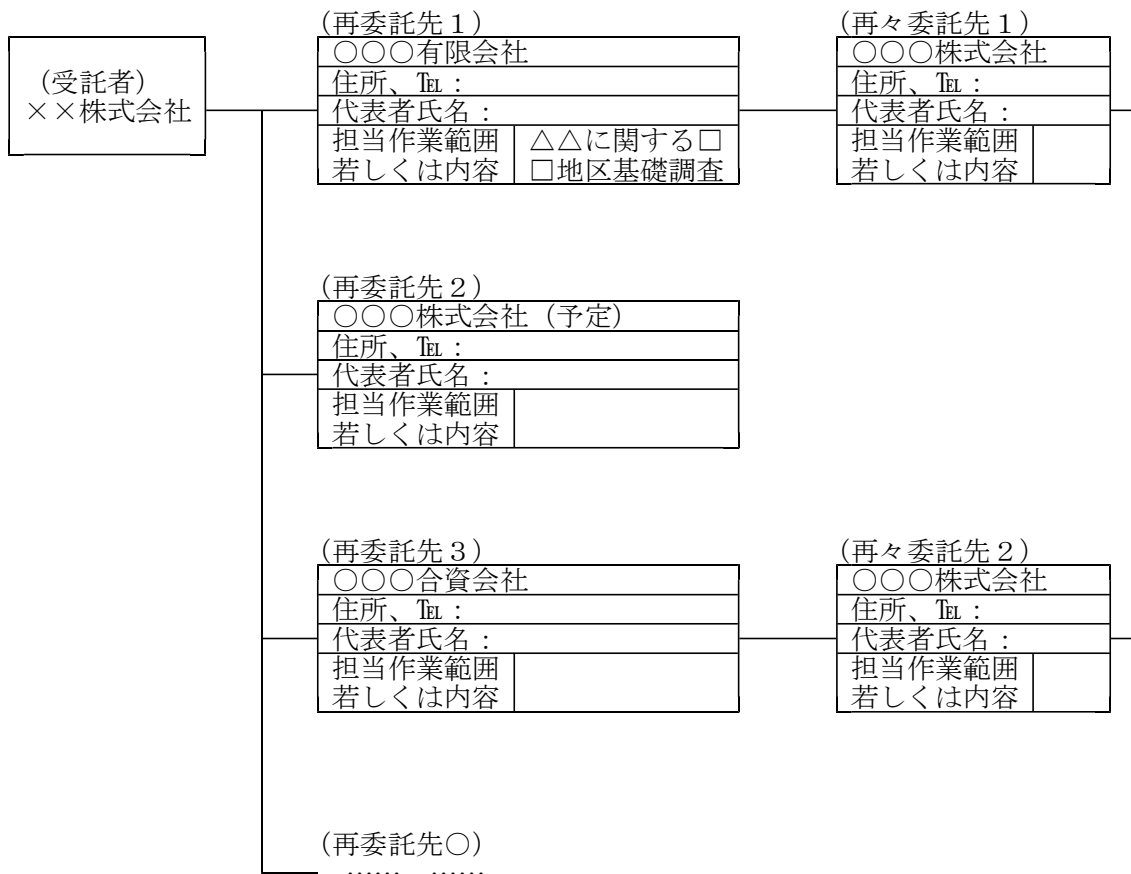 （受託者）
××株式会社
（再委託先１）
○○○有限会社
住所、℡：
代表者氏名：
担当作業範囲
若しくは内容
△△に関する□
□地区基礎調査
（再々委託先１）
○○○株式会社
住所、℡：
代表者氏名：
担当作業範囲
若しくは内容
（再委託先２）
○○○株式会社（予定）
住所、℡：
代表者氏名：
担当作業範囲
若しくは内容
（再委託先３）
○○○合資会社
住所、℡：
代表者氏名：
担当作業範囲
若しくは内容
（再々委託先２）
○○○株式会社
住所、℡：
代表者氏名：
担当作業範囲
若しくは内容
（再委託先○）
……　……